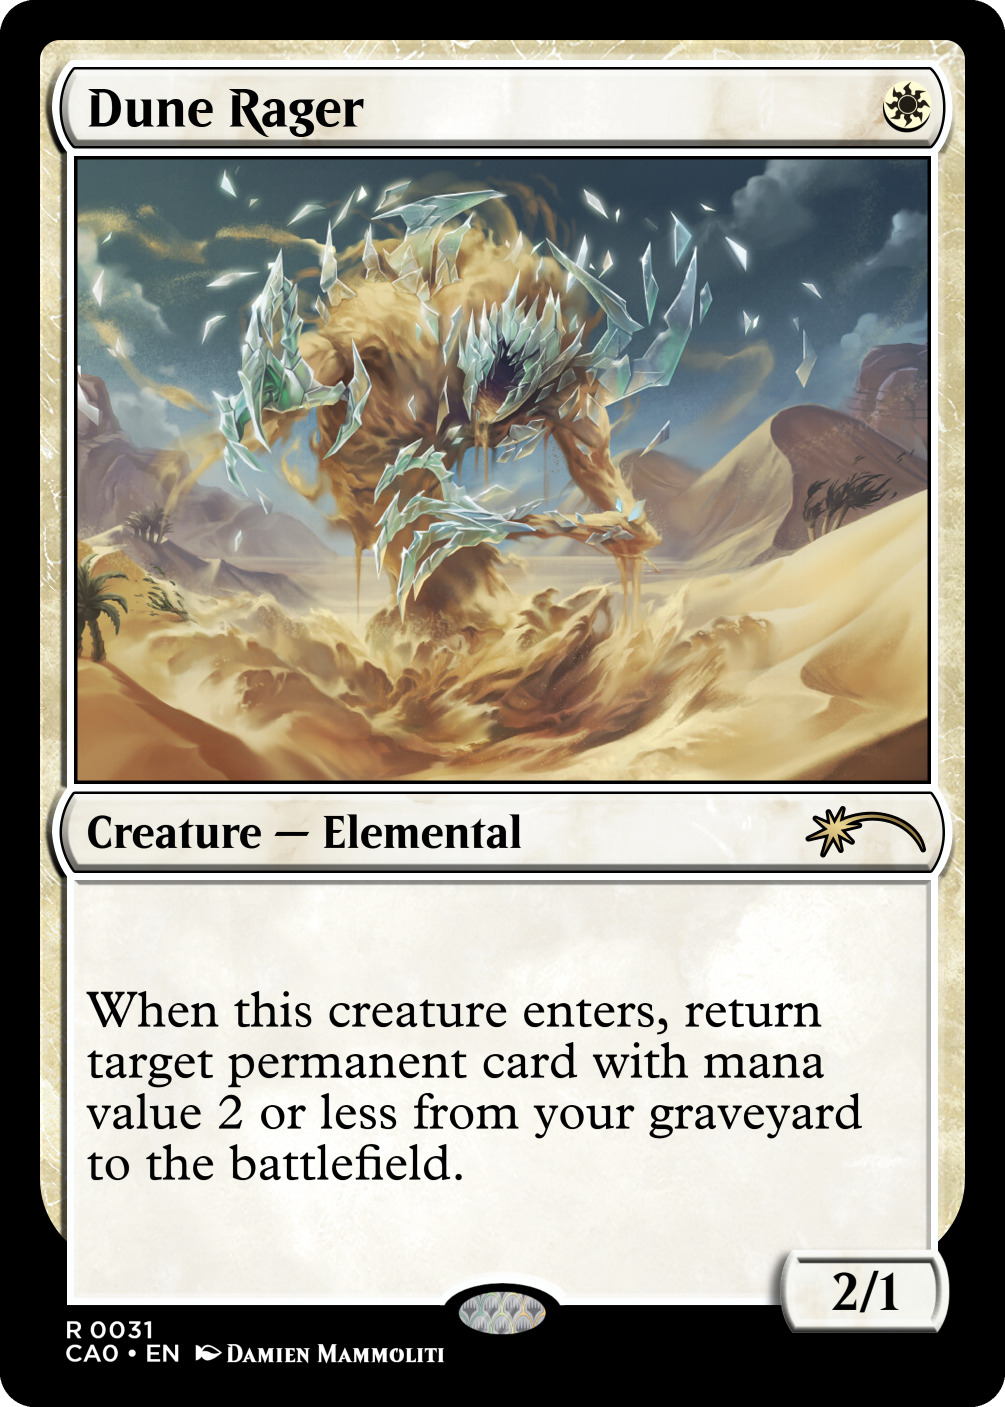 Dune Rager
Creature — Elemental
When this creature enters, return
target permanent card with mana
value 2 or less from your graveyard
to the battlefield.
2/1
R 0031
CAO • EN Damien Mammoliti